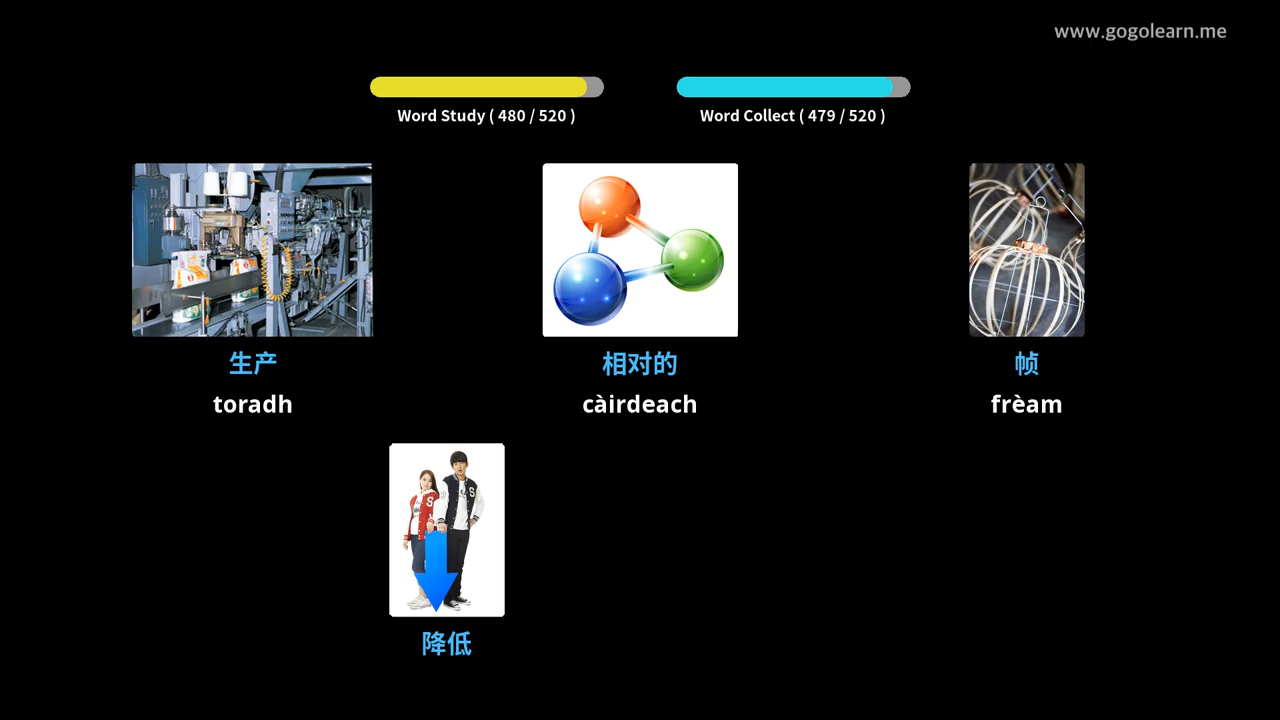 www.gogolearn.me
Word Study ( 480 / 520 )
Word Collect ( 479 / 520 )
生产
相对的
帧
toradh
càirdeach
frèam
S
S
降低